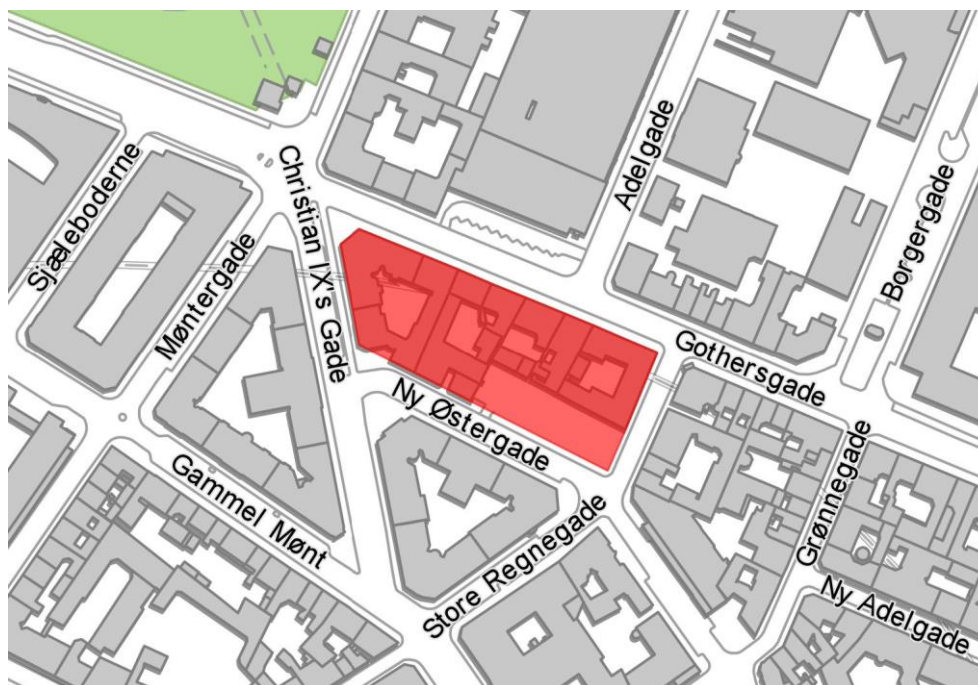 Sjæleboderne
Møntergade
Christian IX's Gade
Adelgade
Borgergade
Gothersgade
Ny Østergade
Gammel Mønt
Store Regnegade
Grønnegade
Ny Adelgade